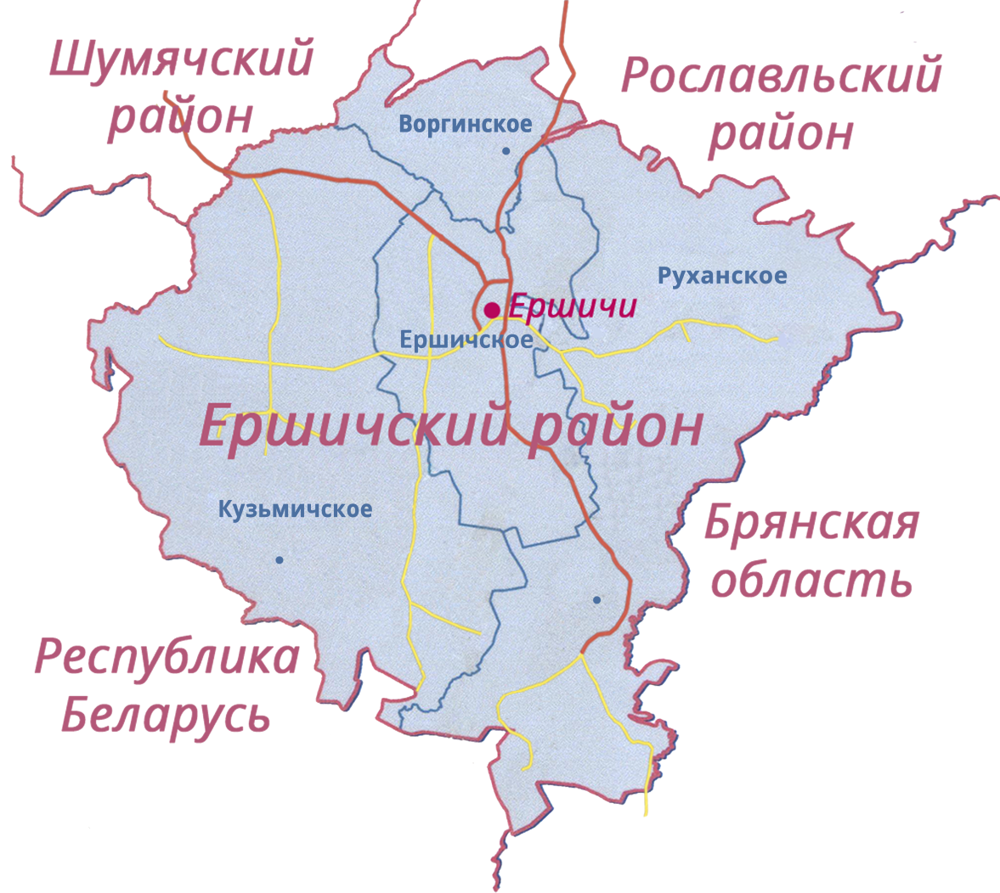 Шумячский
район
Рославльский
район
Воргинское
Руханское
Ершичи
Ершичское
Ершичский район
Кузьмичское
Брянская
область
Республика
Беларусь